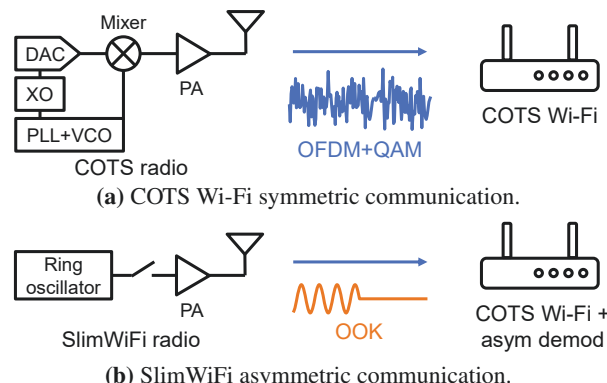 Mixer
DAC
XO
PA
PLL+VCO
COTS radio
OFDM+QAM
COTS Wi-Fi
(a) COTS Wi-Fi symmetric communication.
Ring
oscillator
PA
SlimWiFi radio
OOK
COTS Wi-Fi +
asym demod
(b) SlimWiFi asymmetric communication.